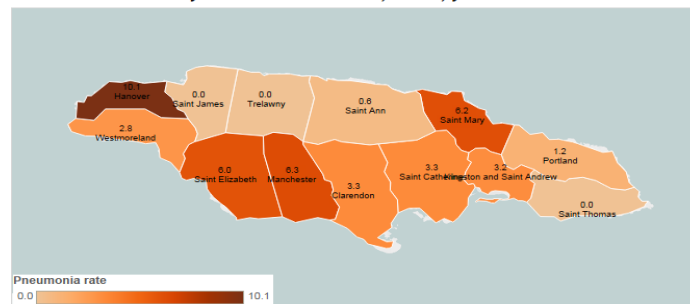 10.1
Hanover
0.0
Saint James
0.0
Trelawny
0.6
Saint Ann
6.2
Saint Mary
2.8
Westmoreland
6.0
Saint Elizabeth
6.3
Manchester
3.3
Clarendon
3.3
Saint Catherine
3.2
Kingston and Saint Andrew
1.2
Portland
0.0
Saint Thomas
Pneumonia rate
0.0 10.1